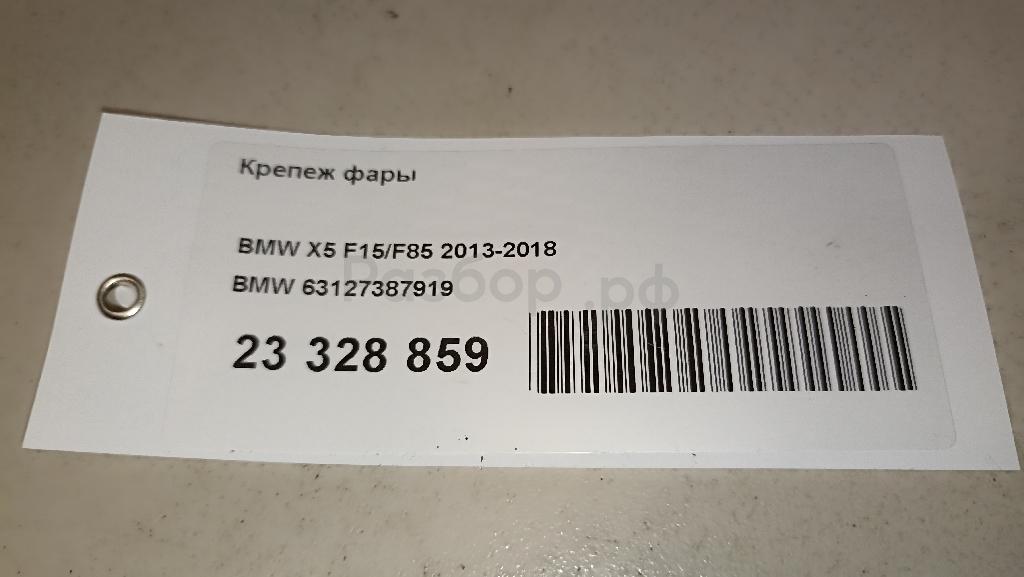 Крепеж фары
BMW X5 F15/F85 2013-2018
BMW 63127387919
Разбор.рф
23 328 859